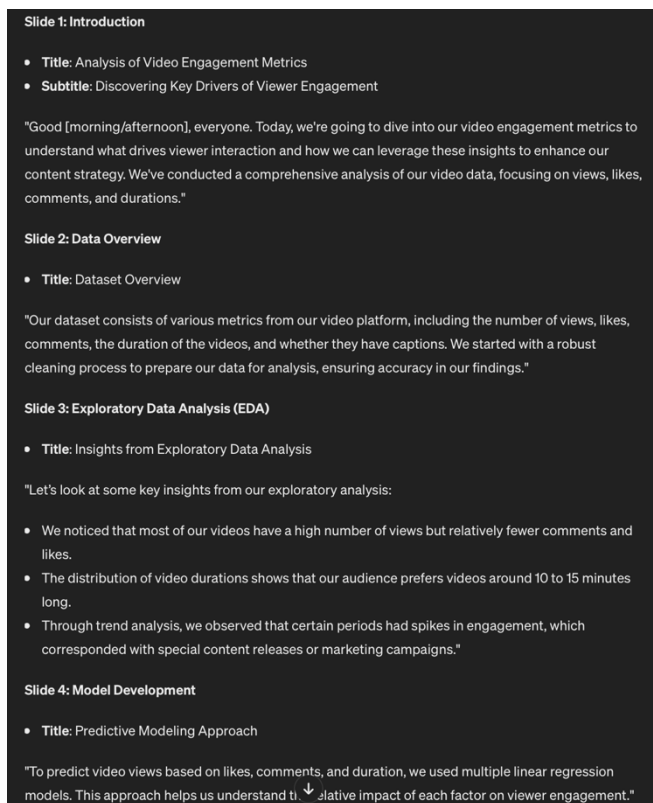 Slide 1: Introduction
• Title: Analysis of Video Engagement Metrics
• Subtitle: Discovering Key Drivers of Viewer Engagement
"Good [morning/afternoon], everyone. Today, we're going to dive into our video engagement metrics to
understand what drives viewer interaction and how we can leverage these insights to enhance our
content strategy. We've conducted a comprehensive analysis of our video data, focusing on views, likes,
comments, and durations."
Slide 2: Data Overview
• Title: Dataset Overview
"Our dataset consists of various metrics from our video platform, including the number of views, likes,
comments, the duration of the videos, and whether they have captions. We started with a robust
cleaning process to prepare our data for analysis, ensuring accuracy in our findings."
Slide 3: Exploratory Data Analysis (EDA)
• Title: Insights from Exploratory Data Analysis
"Let's look at some key insights from our exploratory analysis:
• We noticed that most of our videos have a high number of views but relatively fewer comments and
likes.
• The distribution of video durations shows that our audience prefers videos around 10 to 15 minutes
long.
• Through trend analysis, we observed that certain periods had spikes in engagement, which
corresponded with special content releases or marketing campaigns."
Slide 4: Model Development
• Title: Predictive Modeling Approach
"To predict video views based on likes, comments, and duration, we used multiple linear regression
models. This approach helps us understand impact of each factor on viewer engagement."